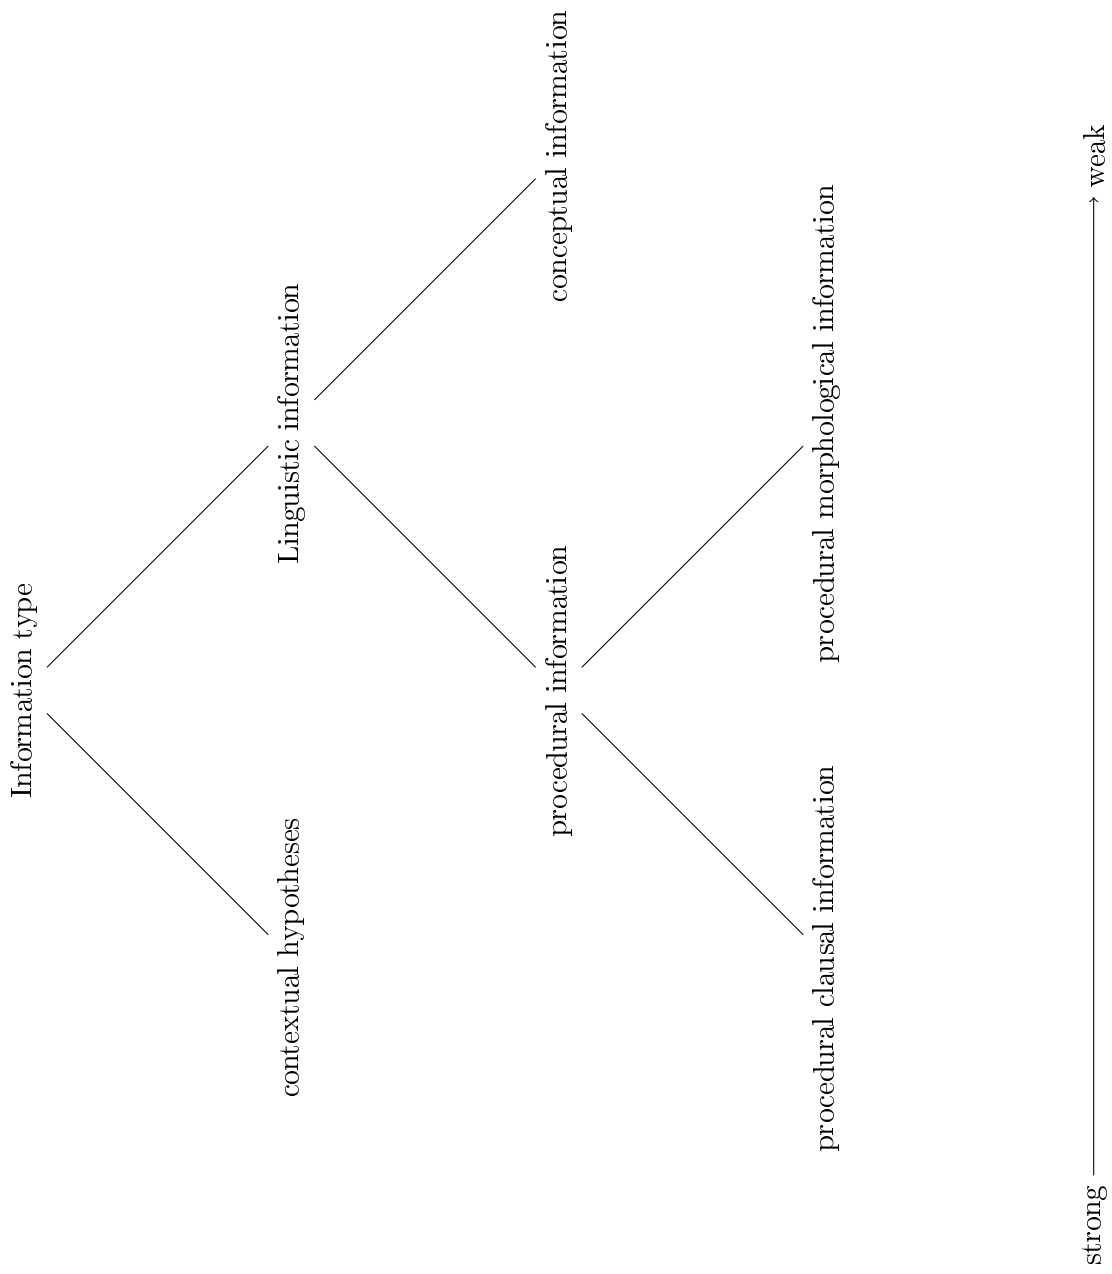 Information type
contextual hypotheses
Linguistic information
procedural information
conceptual information
procedural clausal information
procedural morphological information
strong
weak